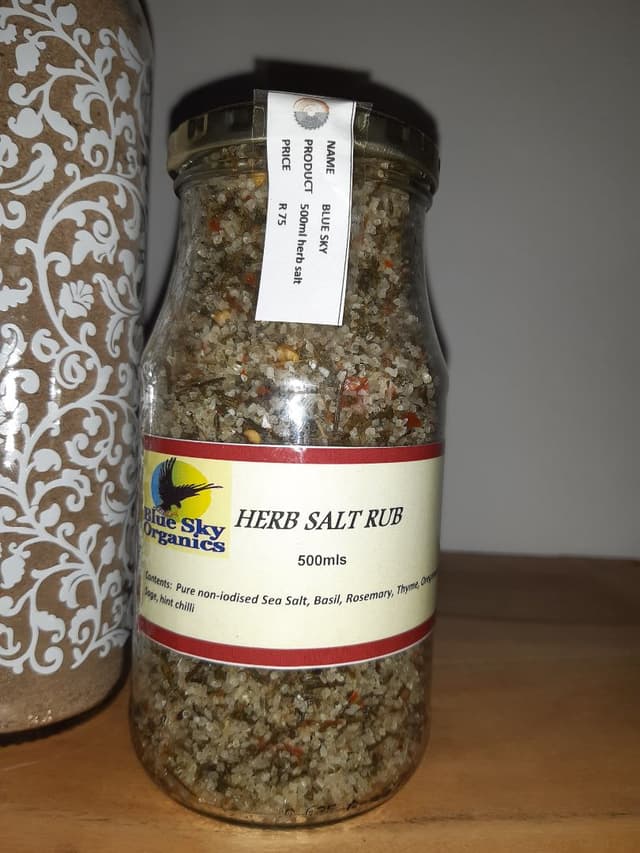 NAME BLUE SKY
PRODUCT 500ml herb salt
PRICE R 75
Blue Sky
Organics
HERB SALT RUB
500mls
Contents: Pure non-iodised Sea Salt, Basil, Rosemary, Thyme,
Sage, hint chilli